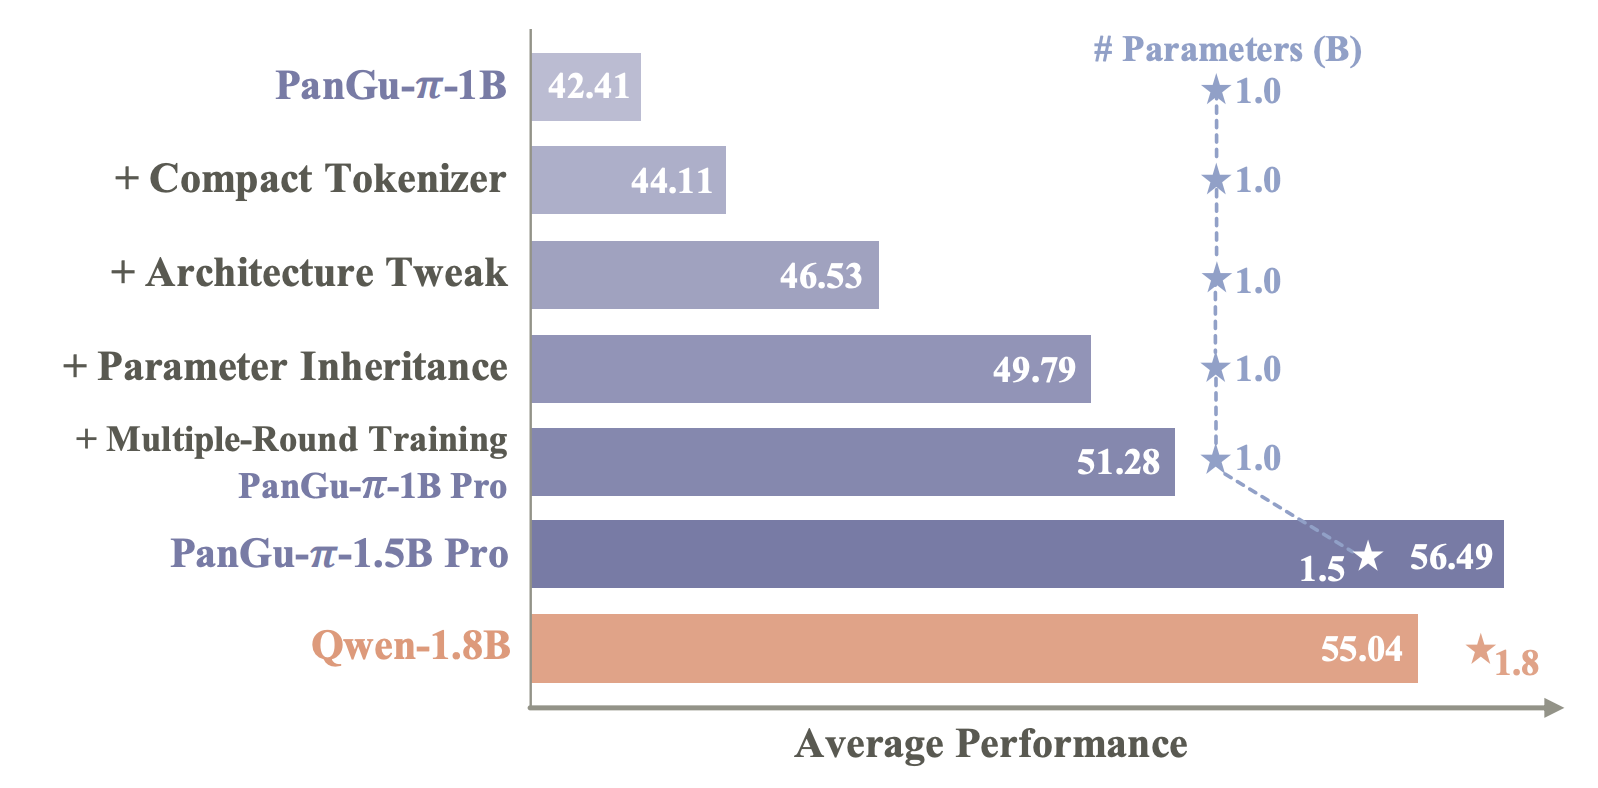 # Parameters (B)
PanGu-π-1B 42.41 1.0
+ Compact Tokenizer 44.11 1.0
+ Architecture Tweak 46.53 1.0
+ Parameter Inheritance 49.79 1.0
+ Multiple-Round Training
PanGu-π-1B Pro 51.28 1.0
PanGu-π-1.5B Pro 1.5 56.49
Qwen-1.8B 55.04 1.8
Average Performance